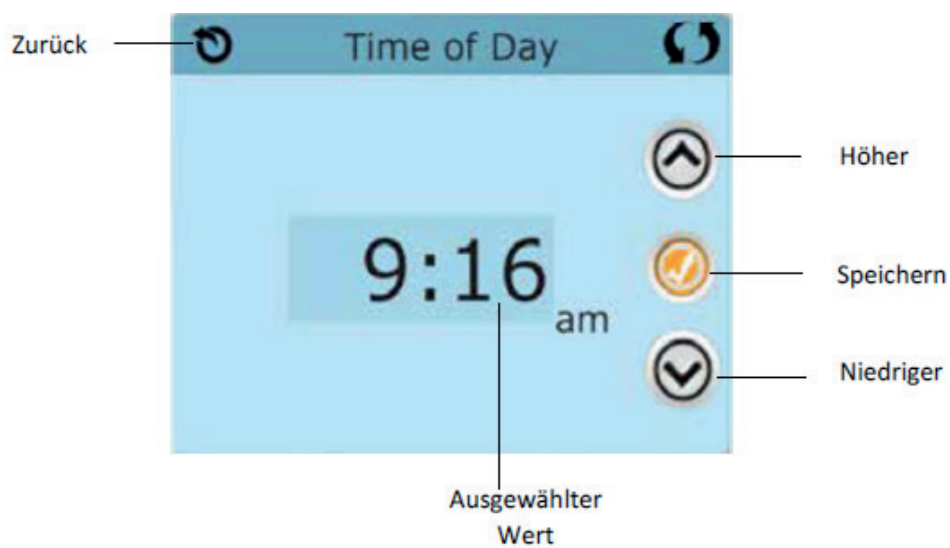 Zurück
Time of Day
Höher
9:16
am
Speichern
Niedriger
Ausgewählter
Wert